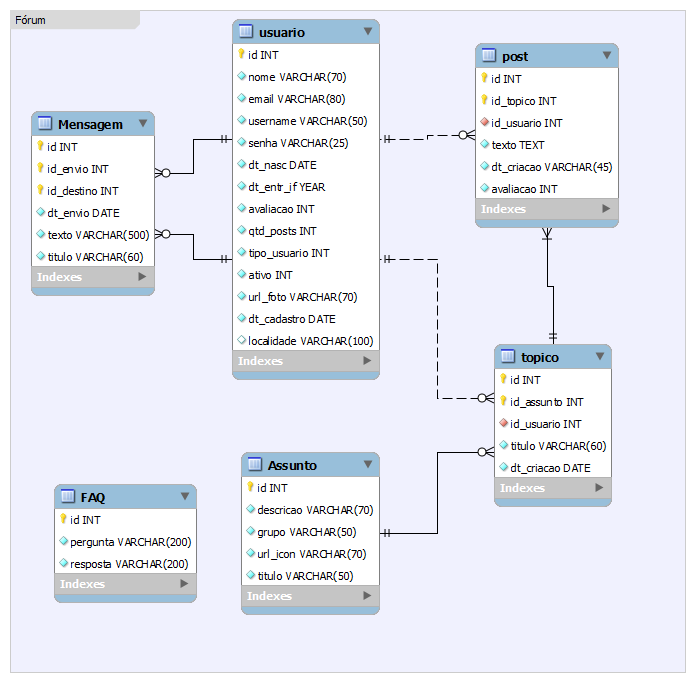 Fórum
usuario
id INT
nome VARCHAR(70)
email VARCHAR(80)
username VARCHAR(50)
senha VARCHAR(25)
dt_nasc DATE
dt_entr_if YEAR
avaliacao INT
qtd_posts INT
tipo_usuario INT
ativo INT
url_foto VARCHAR(70)
dt_cadastro DATE
localidade VARCHAR(100)
Indexes
post
id INT
id_topico INT
id_usuario INT
texto TEXT
dt_criacao VARCHAR(45)
avaliacao INT
Indexes
Mensagem
id INT
id_envio INT
id_destino INT
dt_envio DATE
texto VARCHAR(500)
titulo VARCHAR(60)
Indexes
topico
id INT
id_assunto INT
id_usuario INT
titulo VARCHAR(60)
dt_criacao DATE
Indexes
Assunto
id INT
descricao VARCHAR(70)
grupo VARCHAR(50)
url_icon VARCHAR(70)
titulo VARCHAR(50)
Indexes
FAQ
id INT
pergunta VARCHAR(200)
resposta VARCHAR(200)
Indexes